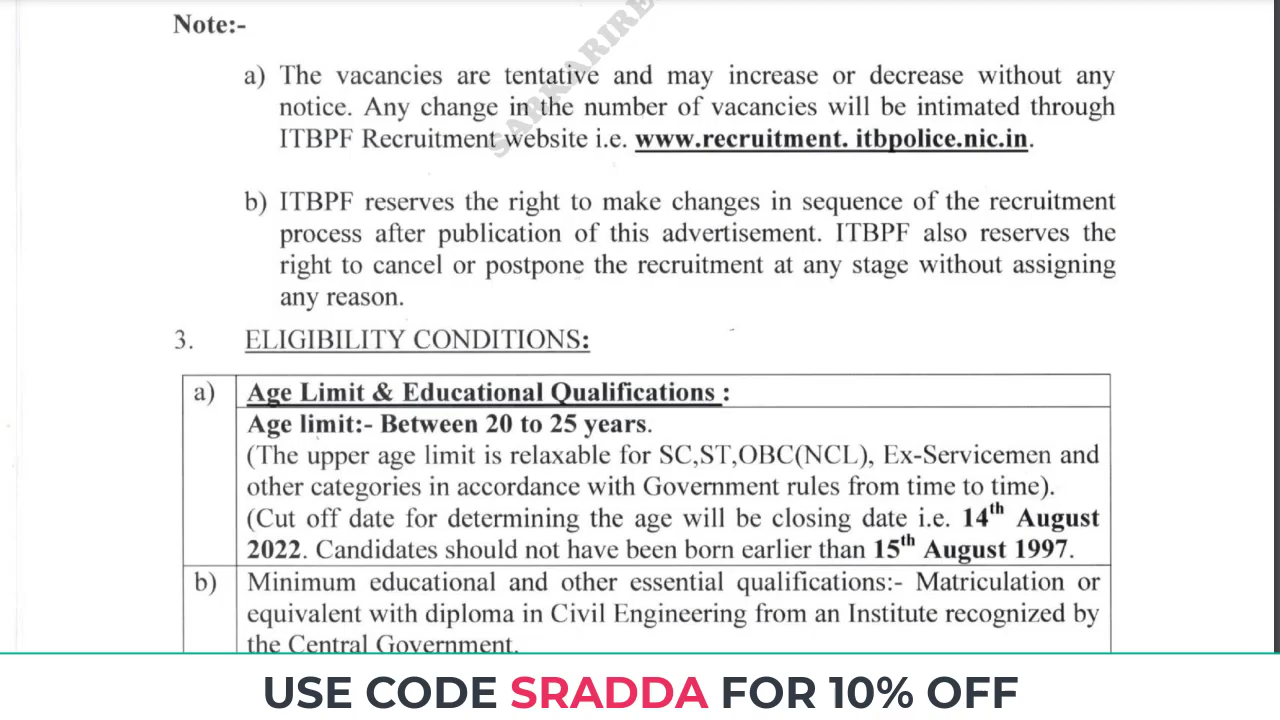 Note:-
a) The vacancies are tentative and may increase or decrease without any
notice. Any change in the number of vacancies will be intimated through
ITBPF Recruitment website i.e. www.recruitment. itbpolice.nic.in.
b) ITBPF reserves the right to make changes in sequence of the recruitment
process after publication of this advertisement. ITBPF also reserves the
right to cancel or postpone the recruitment at any stage without assigning
any reason.
3. ELIGIBILITY CONDITIONS:
a) Age Limit & Educational Qualifications :
Age limit:- Between 20 to 25 years.
(The upper age limit is relaxable for SC,ST,OBC(NCL), Ex-Servicemen and
other categories in accordance with Government rules from time to time).
(Cut off date for determining the age will be closing date i.e. 14th August
2022. Candidates should not have been born earlier than 15th August 1997.
b) Minimum educational and other essential qualifications:- Matriculation or
equivalent with diploma in Civil Engineering from an Institute recognized by
the Central Government.
USE CODE SRADDA FOR 10% OFF